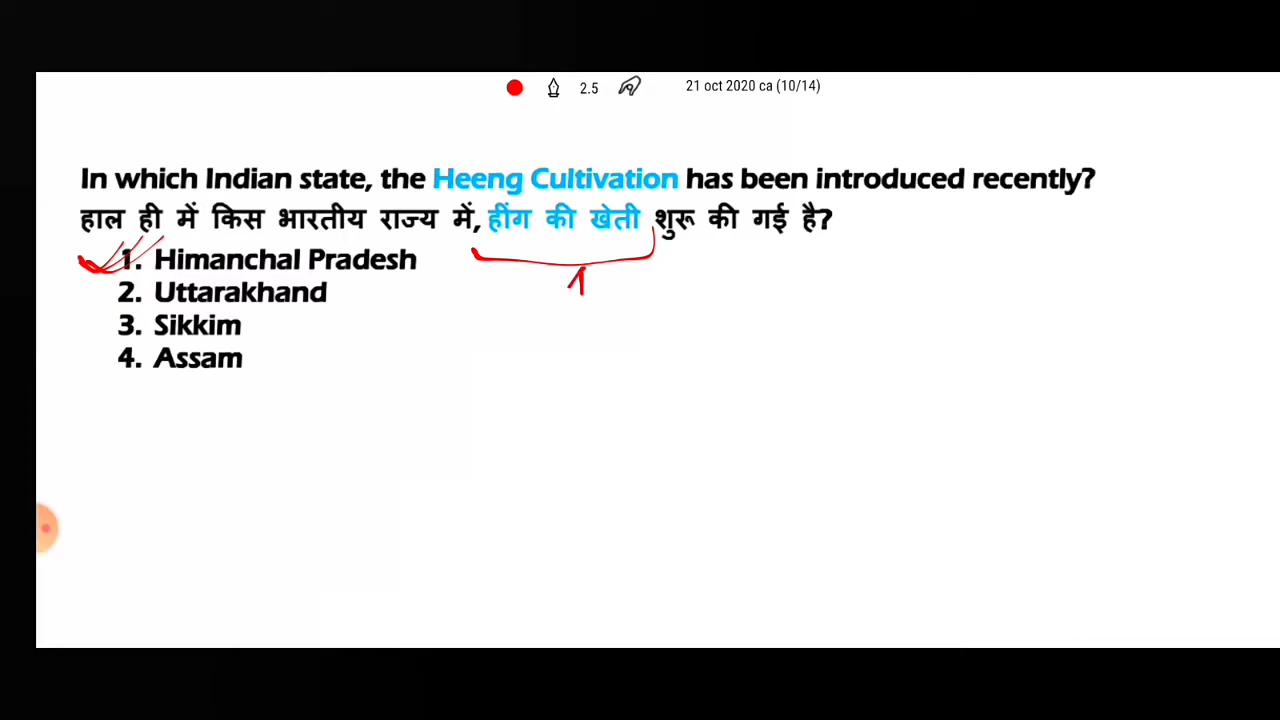 2.5 21 oct 2020 ca (10/14)
In which Indian state, the Heeng Cultivation has been introduced recently?
हाल ही में किस भारतीय राज्य में, हींग की खेती शुरू की गई है?
1. Himanchal Pradesh
2. Uttarakhand
3. Sikkim
4. Assam